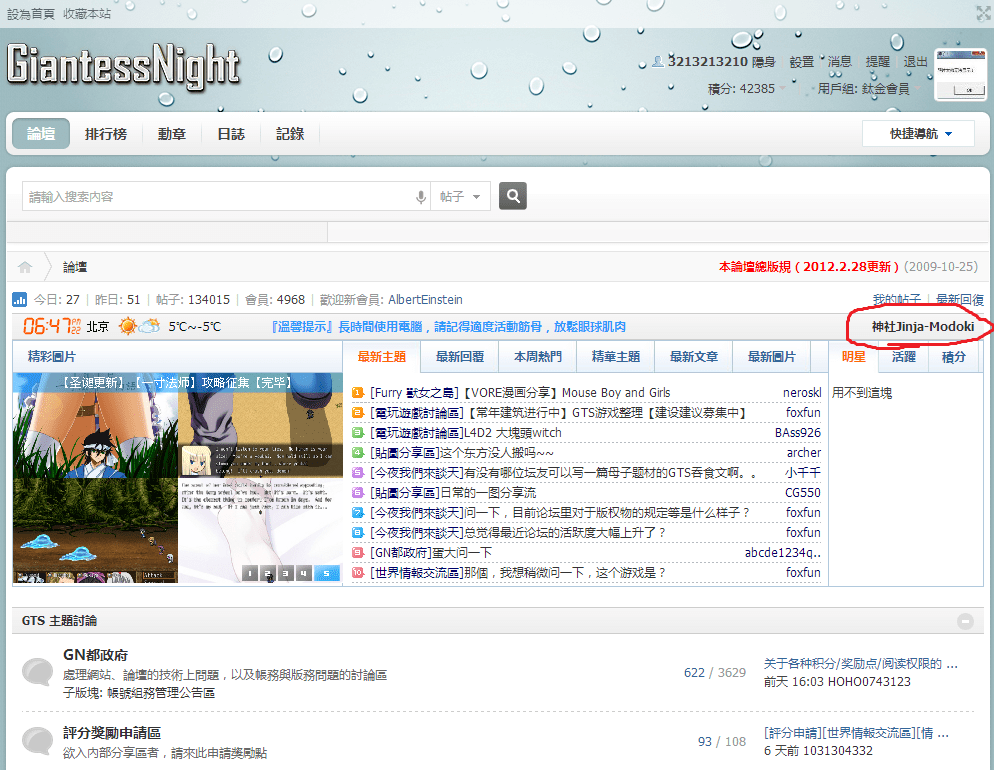 設為首頁 收藏本站
GiantessNight
3213213210 隱身 設置 消息 提醒 退出
積分: 42385 用戶組: 鈦金會員
論壇 排行榜 動章 日誌 記錄 快捷導航
請輸入搜索內容 帖子
論壇 本論壇總版規 ( 2012.2.28更新 ) (2009-10-25)
今日: 27 | 昨日: 51 | 帖子: 134015 | 會員: 4968 | 歡迎新會員: AlbertEinstein 我的帖子 | 最新回復
06:47 PM 22 北京 5℃~-5℃ 『溫馨提示』長時間使用電腦，請記得適度活動筋骨，放鬆眼球肌肉 神社Jinja-Modoki
精彩圖片 最新主題 最新回覆 本周熱門 精華主題 最新文章 最新圖片 明星 活躍 積分
【圣诞更新】【一寸法师】攻略征集【完毕】
1 2 3 4 5
1 [Furry 獸女之島]【VORE漫画分享】Mouse Boy and Girls neroskl
2 [電玩遊戲討論區]【常年建筑进行中】GTS游戏整理【建设建议募集中】 foxfun
3 [電玩遊戲討論區]L4D2 大塊頭witch BAss926
4 [貼圖分享區]这个东方没人搬吗~~ archer
5 [今夜我們來談天]有没有哪位坛友可以写一篇母子题材的GTS吞食文啊。。 小千千
6 [貼圖分享區]日常的一图分享流 CG550
7 [今夜我們來談天]问一下，目前论坛里对于版权物的规定等是什么样子？ foxfun
8 [今夜我們來談天]总觉得最近论坛的活跃度大幅上升了？ foxfun
9 [GN都政府]蛋大问一下 abcde1234q..
10 [世界情報交流區]那個，我想稍微问一下，这个游戏是？ foxfun
用不到這塊
GTS 主題討論
GN都政府
處理網站、論壇的技術上問題，以及帳務與版務問題的討論區
子版塊: 帳號組務管理公告區
622 / 3629
关于各种积分/奖励点/阅读权限的 ...
前天 16:03 HOHO0743123
評分獎勵申請區
欲入內部分享區者，請來此申請獎勵點
93 / 108
[評分申請][世界情報交流區][情 ...
6 天前 1031304332